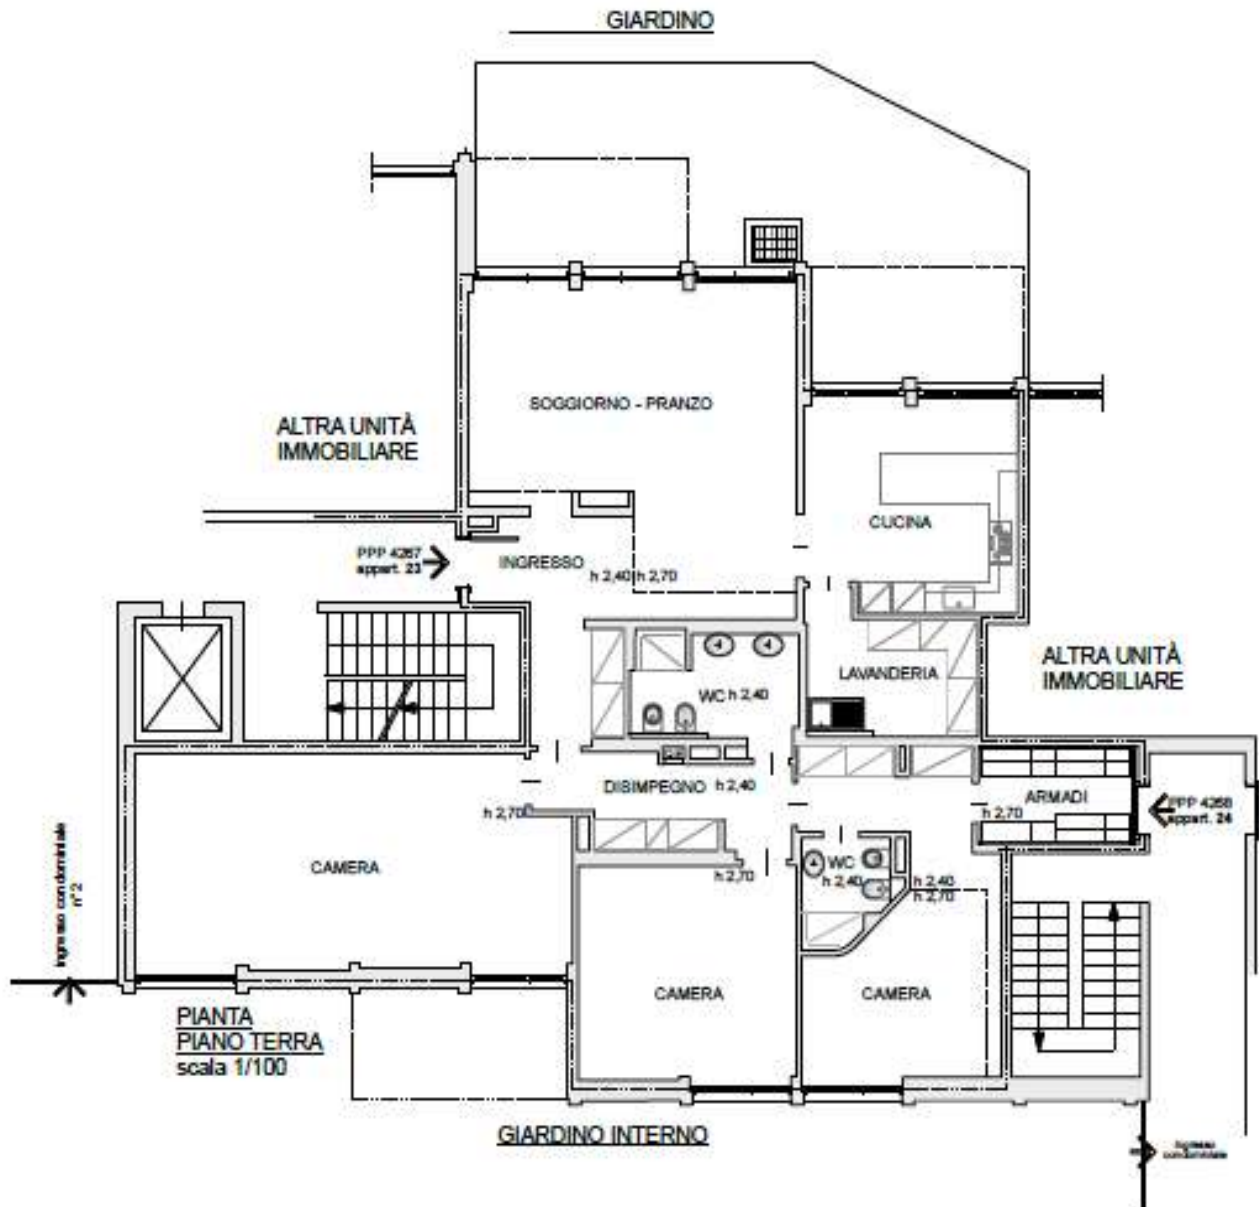 GIARDINO
SOGGIORNO - PRANZO
ALTRA UNITÀ
IMMOBILIARE
CUCINA
PPP 4267
appart. 23
INGRESSO
h 2,40 h 2,70
ALTRA UNITÀ
IMMOBILIARE
LAVANDERIA
WC h 2,40
DISIMPEGNO h 2,40
ARMADI
h 2,70
PPP 4268
appart. 24
h 2,70
CAMERA
h 2,70
WC
h 2,40
h 2,40
h 2,70
Ingresso condominiale
n°2
CAMERA
CAMERA
PIANTA
PIANO TERRA
scala 1/100
GIARDINO INTERNO
Ingresso
condominiale